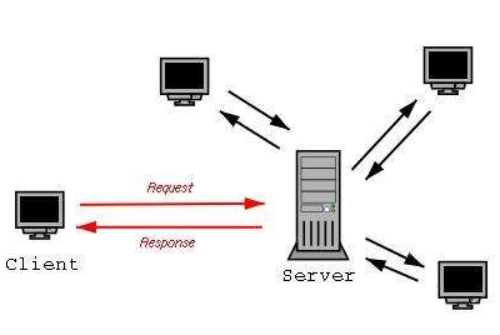 Request
Response
Client
Server